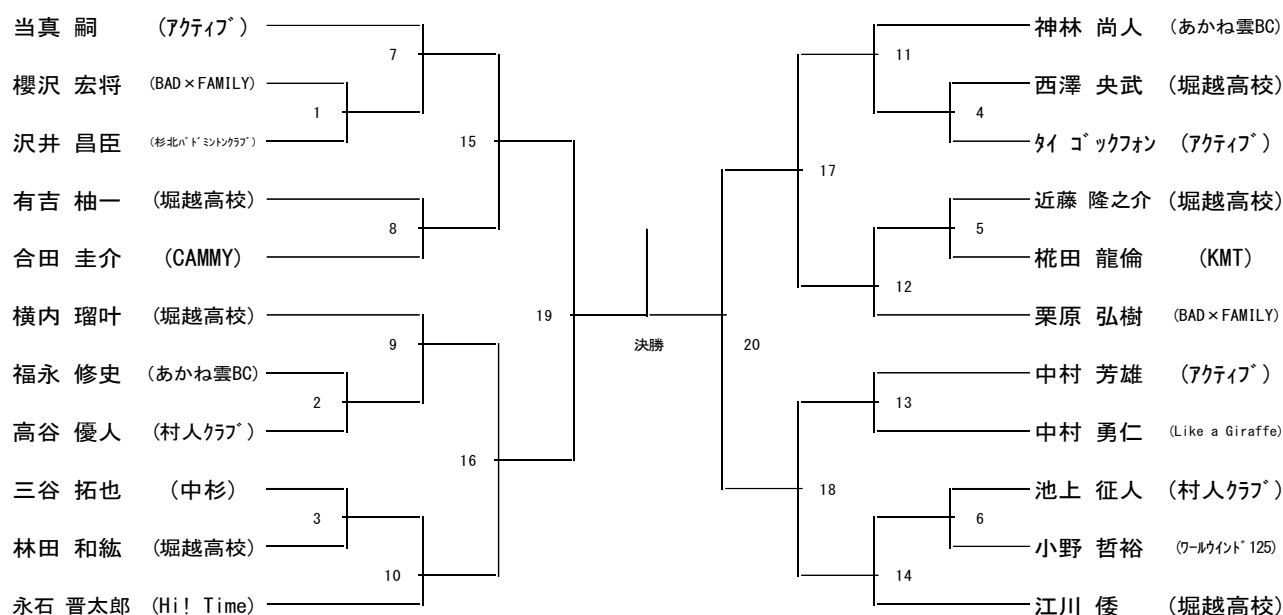 当真 嗣 (ｱｸﾃｨﾌﾞ)
7
櫻沢 宏将 (BAD×FAMILY)
1
沢井 昌臣 (杉北ﾊﾞﾄﾞﾐﾝﾄﾝｸﾗﾌﾞ)
15
有吉 柚一 (堀越高校)
8
合田 圭介 (CAMMY)
横内 瑠叶 (堀越高校)
19
9
福永 修史 (あかね雲BC)
2
高谷 優人 (村人ｸﾗﾌﾞ)
16
三谷 拓也 (中杉)
3
林田 和紘 (堀越高校)
10
永石 晋太郎 (Hi! Time)
決勝
神林 尚人 (あかね雲BC)
11
西澤 央武 (堀越高校)
4
ﾀｲ ｺﾞｯｸﾌｫﾝ (ｱｸﾃｨﾌﾞ)
17
近藤 隆之介 (堀越高校)
5
椛田 龍倫 (KMT)
12
栗原 弘樹 (BAD×FAMILY)
20
中村 芳雄 (ｱｸﾃｨﾌﾞ)
13
中村 勇仁 (Like a Giraffe)
18
池上 征人 (村人ｸﾗﾌﾞ)
6
小野 哲裕 (ﾜｰﾙｳｲﾝﾄﾞ125)
14
江川 倭 (堀越高校)